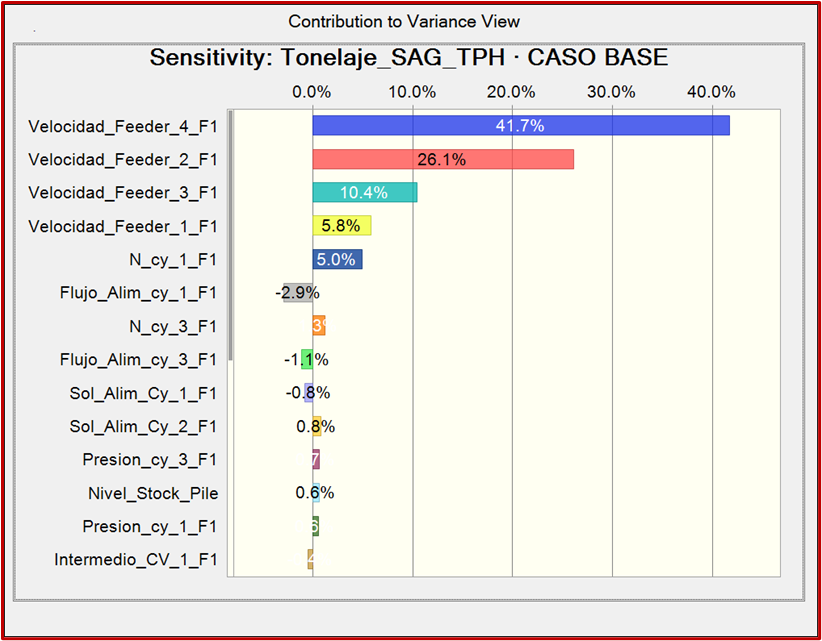 Contribution to Variance View
Sensitivity: Tonelaje_SAG_TPH · CASO BASE
0.0% 10.0% 20.0% 30.0% 40.0%
Velocidad_Feeder_4_F1 41.7%
Velocidad_Feeder_2_F1 26.1%
Velocidad_Feeder_3_F1 10.4%
Velocidad_Feeder_1_F1 5.8%
N_cy_1_F1 5.0%
Flujo_Alim_cy_1_F1 -2.9%
N_cy_3_F1
Flujo_Alim_cy_3_F1 -1.1%
Sol_Alim_Cy_1_F1 -0.8%
Sol_Alim_Cy_2_F1 0.8%
Presion_cy_3_F1
Nivel_Stock_Pile 0.6%
Presion_cy_1_F1
Intermedio_CV_1_F1